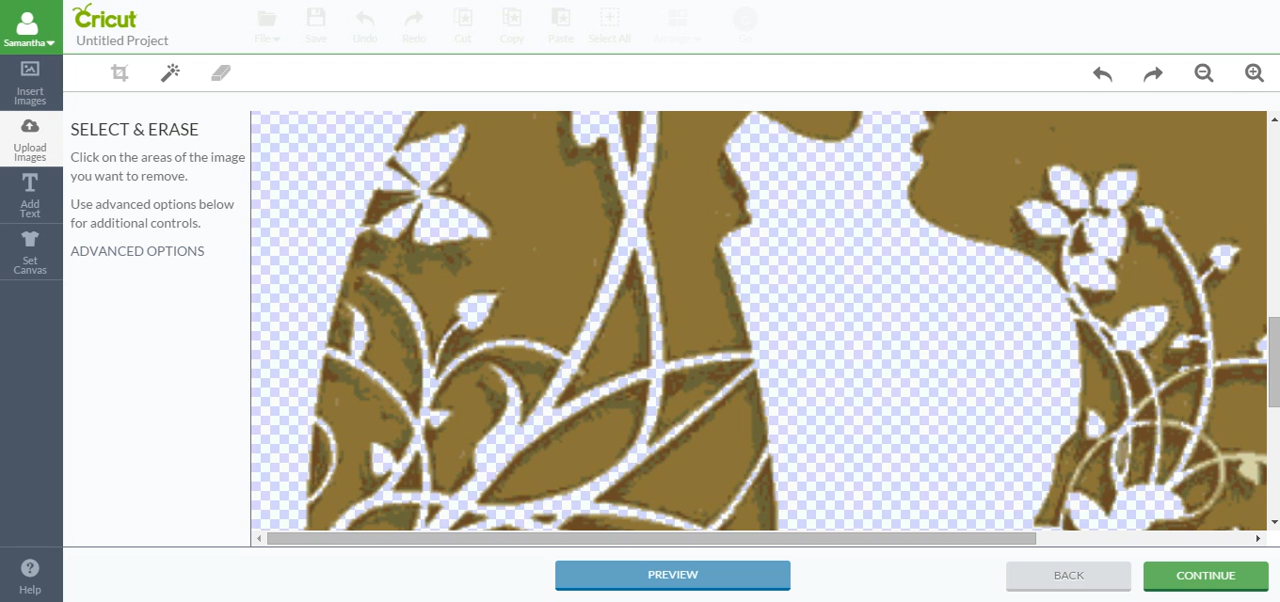 Cricut
Untitled Project
File
Save
Undo
Redo
Cut
Copy
Paste
Select All
Arrange
Go
Samantha
Insert
Images
Upload
Images
Add
Text
Set
Canvas
Help
SELECT & ERASE
Click on the areas of the image
you want to remove.
Use advanced options below
for additional controls.
ADVANCED OPTIONS
PREVIEW
BACK
CONTINUE